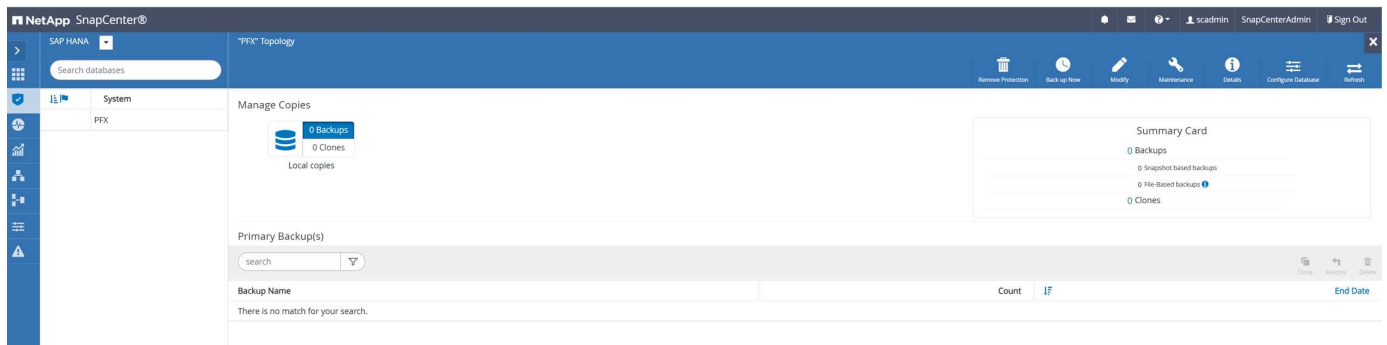 NetApp SnapCenter®
scadmin SnapCenterAdmin Sign Out
SAP HANA
"PFX" Topology
Search databases
Remove Protection
Back up Now
Modify
Maintenance
Details
Configure Database
Refresh
System
PFX
Manage Copies
0 Backups
0 Clones
Local copies
Summary Card
0 Backups
0 Snapshot based backups
0 File-Based backups
0 Clones
Primary Backup(s)
search
Clone Restore Delete
Backup Name Count End Date
There is no match for your search.